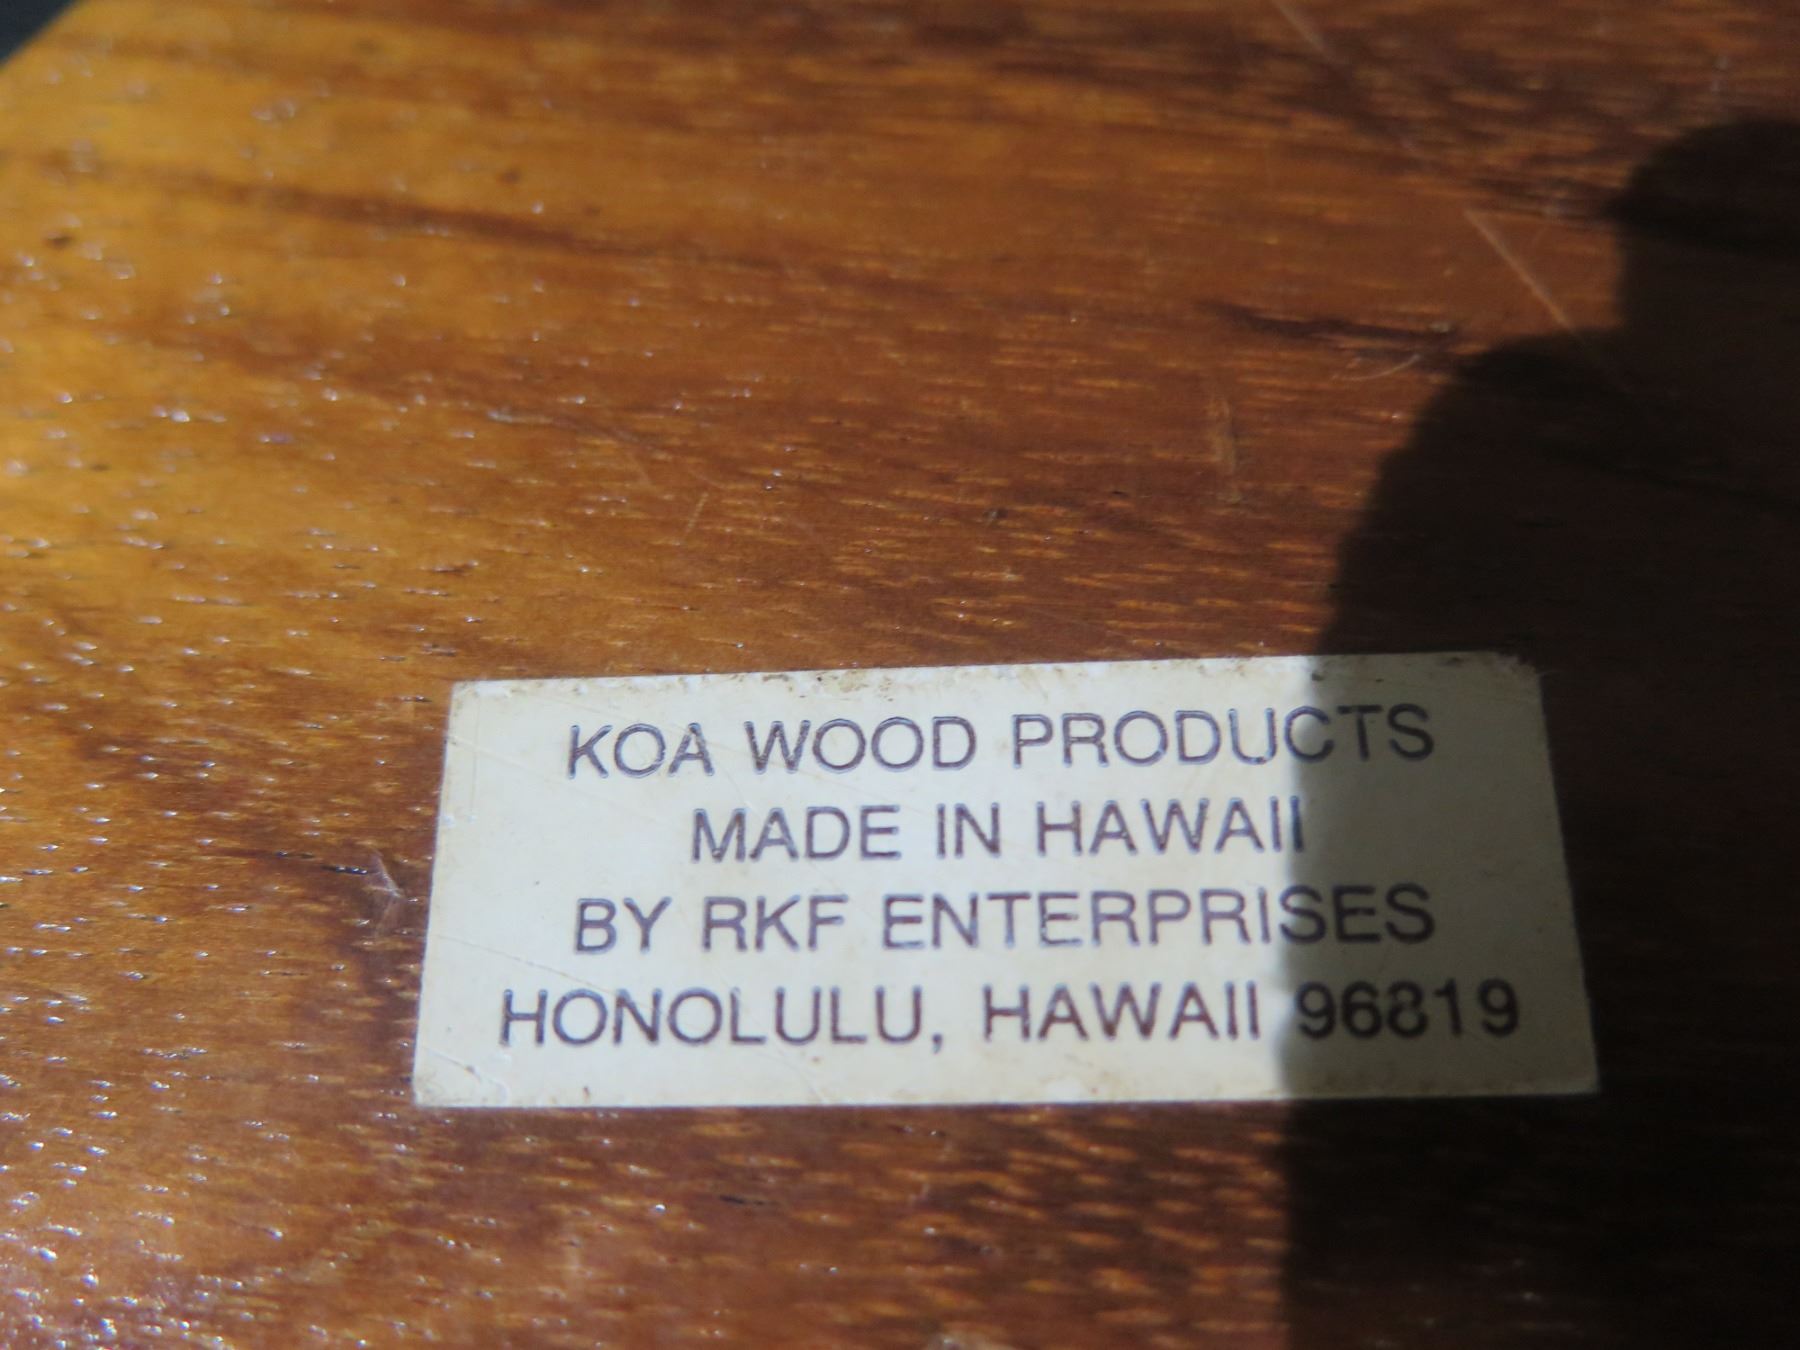 KOA WOOD PRODUCTS
MADE IN HAWAII
BY RKF ENTERPRISES
HONOLULU, HAWAII 96819